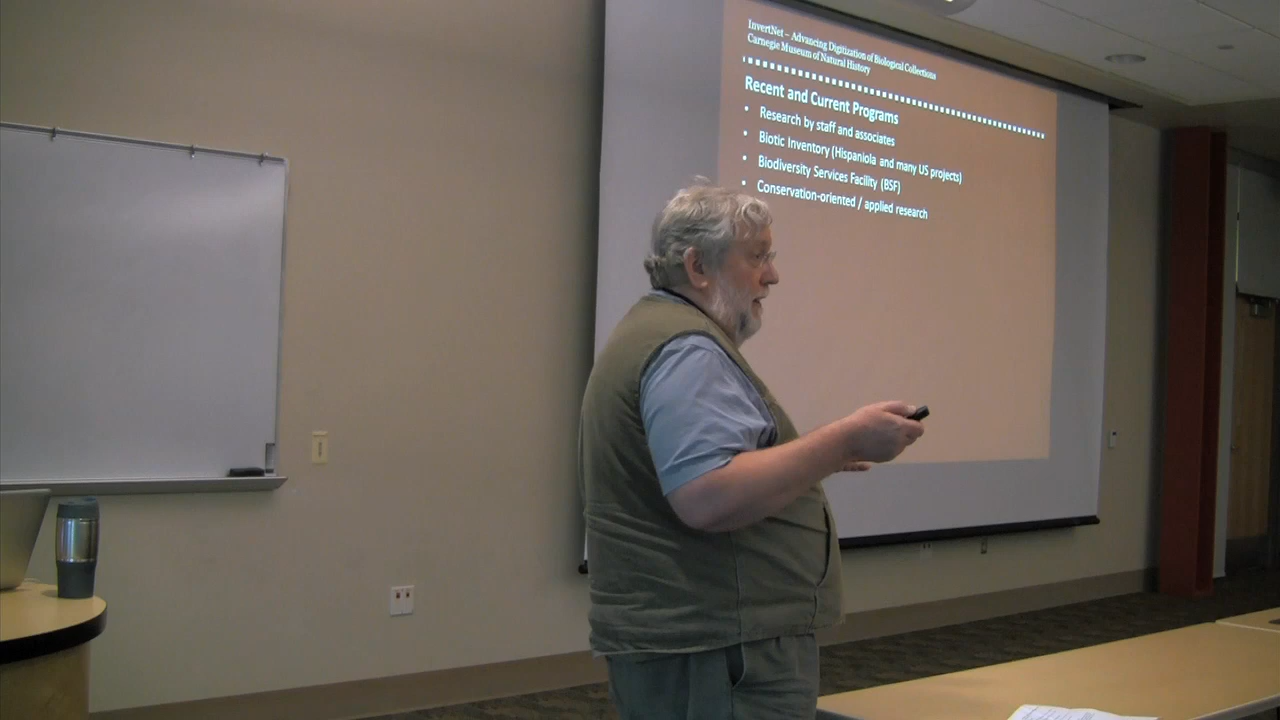 InvertNet – Advancing Digitization of Biological Collections
Carnegie Museum of Natural History
Recent and Current Programs
• Research by staff and associates
• Biotic Inventory (Hispaniola and many US projects)
• Biodiversity Services Facility (BSF)
• Conservation-oriented / applied research